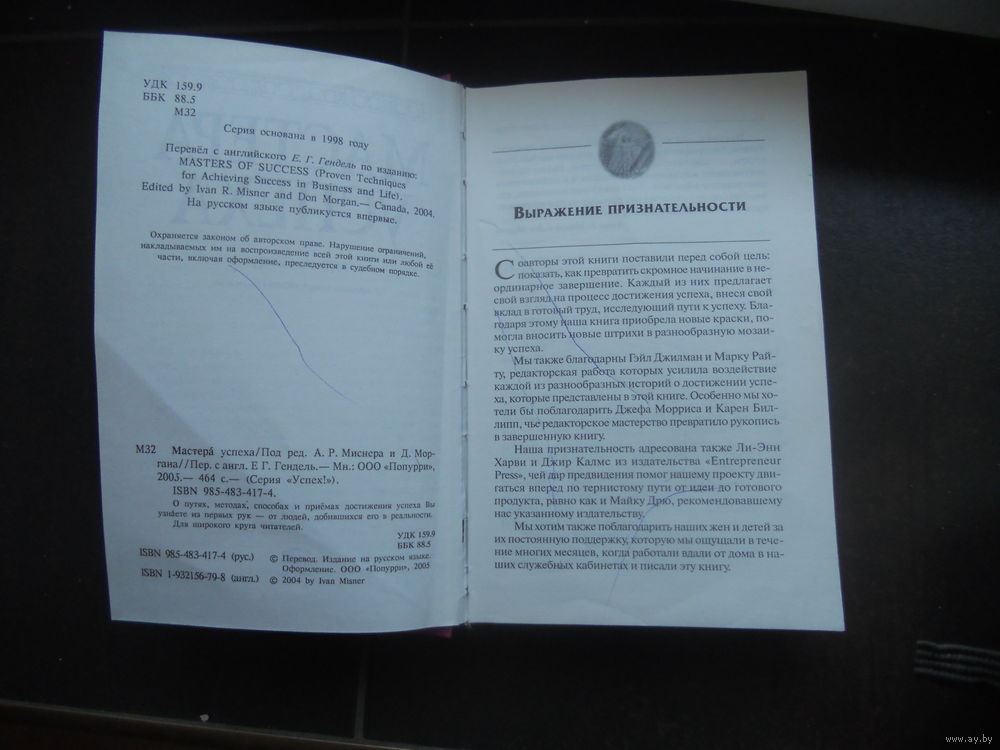 УДК 159.9
ББК 88.5
М32
Серия основана в 1998 году
Перевёл с английского Е. Г. Гендель по изданию:
MASTERS OF SUCCESS (Proven Techniques
for Achieving Success in Business and Life).
Edited by Ivan R. Misner and Don Morgan.— Canada, 2004.
На русском языке публикуется впервые.
Охраняется законом об авторском праве. Нарушение ограничений,
накладываемых им на воспроизведение всей этой книги или любой её
части, включая оформление, преследуется в судебном порядке.
М32 Мастера́ успеха/Под ред. А. Р. Миснера и Д. Мор-
гана//Пер. с англ. Е Г. Гендель.— Мн.: ООО «Попурри»,
2005.— 464 с.— (Серия «Успех!»).
ISBN 985-483-417-4.
О путях, методах, способах и приёмах достижения успеха Вы
узнаете из первых рук — от людей, добившихся его в реальности.
Для широкого круга читателей.
УДК 159.9
ББК 88.5
ISBN 985-483-417-4 (рус.) © Перевод. Издание на русском языке.
Оформление. ООО «Попурри», 2005
ISBN 1-932156-79-8 (англ.) © 2004 by Ivan Misner
ВЫРАЖЕНИЕ ПРИЗНАТЕЛЬНОСТИ
Соавторы этой книги поставили перед собой цель:
показать, как превратить скромное начинание в не-
ординарное завершение. Каждый из них предлагает
свой взгляд на процесс достижения успеха, внеся свой
вклад в готовый труд, исследующий пути к успеху. Бла-
годаря этому наша книга приобрела новые краски, по-
могла вносить новые штрихи в разнообразную мозаи-
ку успеха.
Мы также благодарны Гэйл Джилман и Марку Рай-
ту, редакторская работа которых усилила воздействие
каждой из разнообразных историй о достижении успе-
ха, которые представлены в этой книге. Особенно мы хо-
тели бы поблагодарить Джефа Морриса и Карен Бил-
липп, чье редакторское мастерство превратило рукопись
в завершенную книгу.
Наша признательность адресована также Ли-Энн
Харви и Джир Калмс из издательства «Entrepreneur
Press», чей дар предвидения помог нашему проекту дви-
гаться вперед по тернистому пути от идеи до готового
продукта, равно как и Майку Дрю, рекомендовавшему
нас указанному издательству.
Мы хотим также поблагодарить наших жен и детей за
их постоянную поддержку, которую мы ощущали в тече-
ние многих месяцев, когда работали вдали от дома в на-
ших служебных кабинетах и писали эту книгу.
www.ay.by